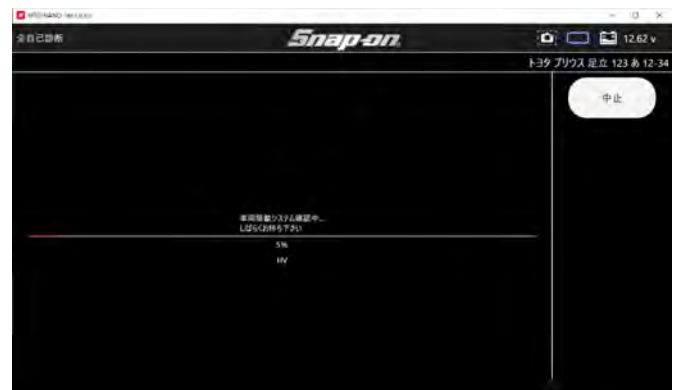 全自己診断
Snap-on
12.62 v
トヨタ プリウス 足立 123 あ 12-34
中止
車両搭載システム確認中...
しばらくお待ち下さい
5%
HV